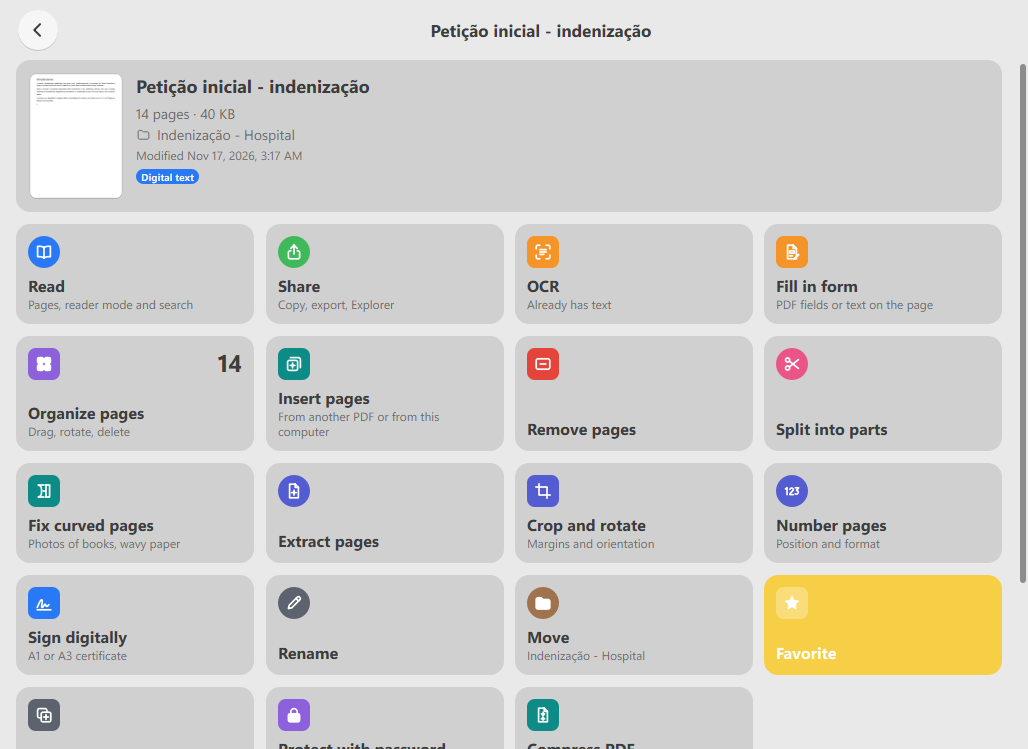 Petição inicial - indenização
Petição inicial - indenização
14 pages · 40 KB
Indenização - Hospital
Modified Nov 17, 2026, 3:17 AM
Digital text
Read
Pages, reader mode and search
Share
Copy, export, Explorer
OCR
Already has text
Fill in form
PDF fields or text on the page
14
Organize pages
Drag, rotate, delete
Insert pages
From another PDF or from this
computer
Remove pages
Split into parts
Fix curved pages
Photos of books, wavy paper
Extract pages
Crop and rotate
Margins and orientation
123
Number pages
Position and format
Sign digitally
A1 or A3 certificate
Rename
Move
Indenização - Hospital
Favorite
Protect with password
Compress PDF